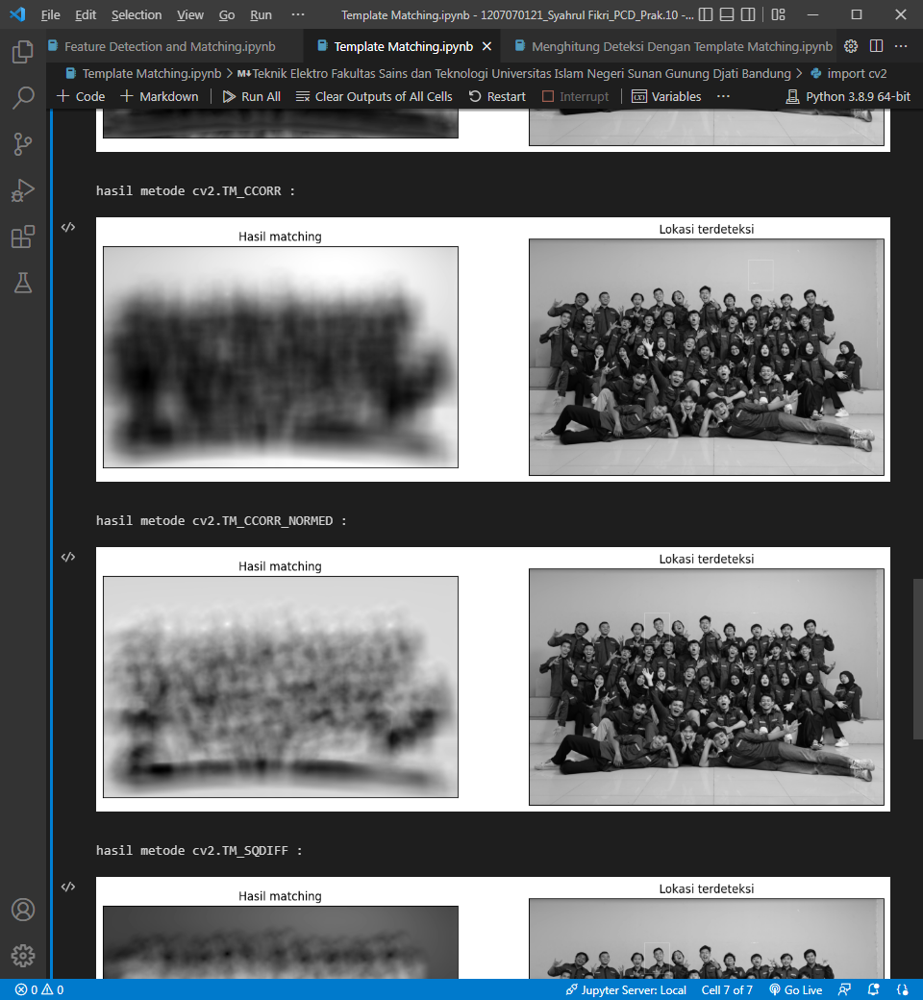 File Edit Selection View Go Run ··· Template Matching.ipynb - 1207070121_Syahrul Fikri_PCD_Prak.10 -...
Feature Detection and Matching.ipynb Template Matching.ipynb Menghitung Deteksi Dengan Template Matching.ipynb ···
Template Matching.ipynb > M↓Teknik Elektro Fakultas Sains dan Teknologi Universitas Islam Negeri Sunan Gunung Djati Bandung > import cv2
+ Code + Markdown Run All Clear Outputs of All Cells Restart Interrupt Variables ··· Python 3.8.9 64-bit
hasil metode cv2.TM_CCORR :
Hasil matching
Lokasi terdeteksi
hasil metode cv2.TM_CCORR_NORMED :
Hasil matching
Lokasi terdeteksi
hasil metode cv2.TM_SQDIFF :
Hasil matching
Lokasi terdeteksi
0 0 Jupyter Server: Local Cell 7 of 7 Go Live